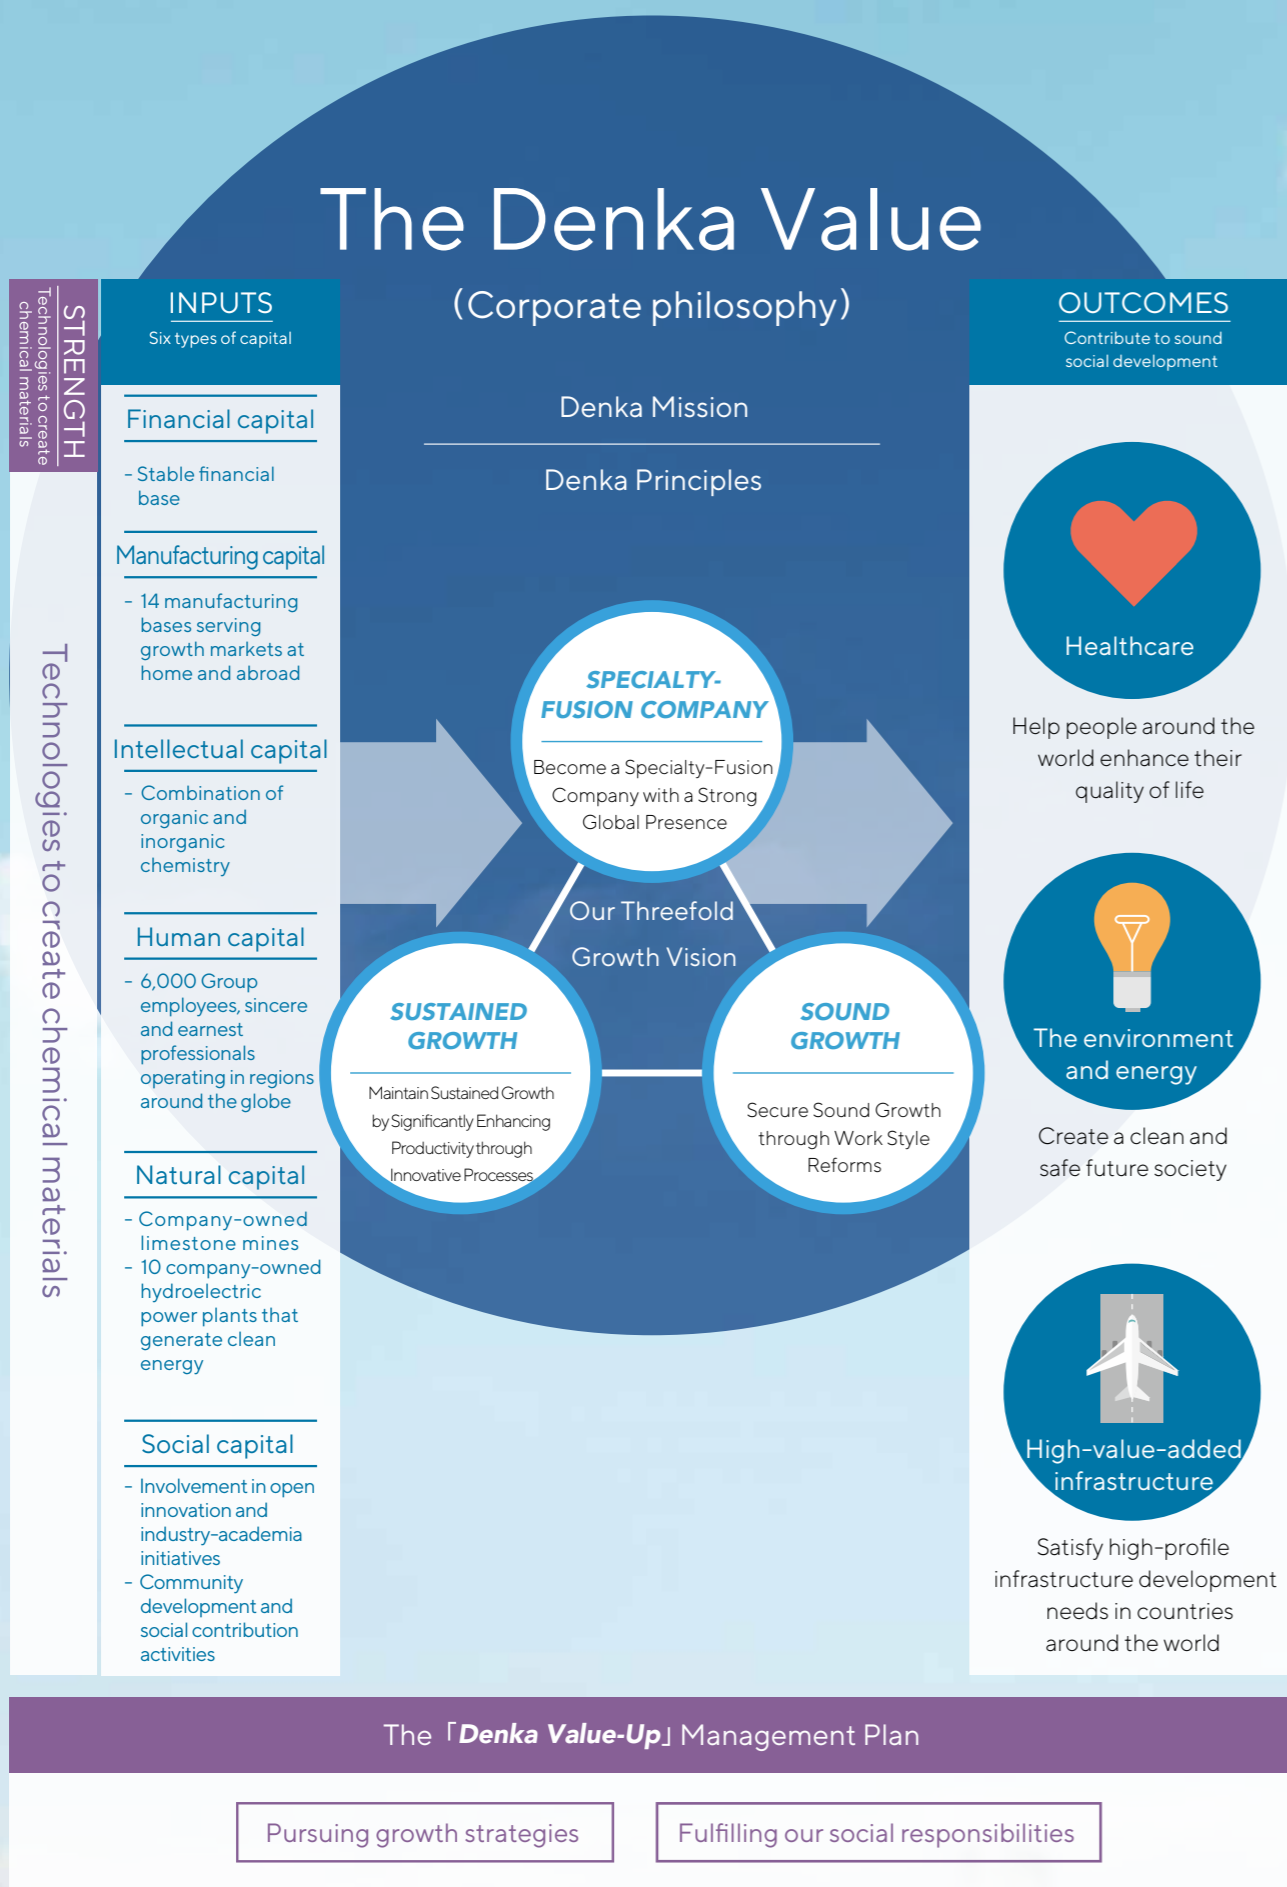 The Denka Value
(Corporate philosophy)
Denka Mission
Denka Principles
STRENGTH
Technologies to create
chemical materials
Technologies to create chemical materials
INPUTS
Six types of capital
Financial capital
- Stable financial
base
Manufacturing capital
- 14 manufacturing
bases serving
growth markets at
home and abroad
Intellectual capital
- Combination of
organic and
inorganic
chemistry
Human capital
- 6,000 Group
employees, sincere
and earnest
professionals
operating in regions
around the globe
Natural capital
- Company-owned
limestone mines
- 10 company-owned
hydroelectric
power plants that
generate clean
energy
Social capital
- Involvement in open
innovation and
industry-academia
initiatives
- Community
development and
social contribution
activities
SPECIALTY-
FUSION COMPANY
Become a Specialty-Fusion
Company with a Strong
Global Presence
Our Threefold
Growth Vision
SUSTAINED
GROWTH
Maintain Sustained Growth
by Significantly Enhancing
Productivity through
Innovative Processes
SOUND
GROWTH
Secure Sound Growth
through Work Style
Reforms
OUTCOMES
Contribute to sound
social development
Healthcare
Help people around the
world enhance their
quality of life
The environment
and energy
Create a clean and
safe future society
High-value-added
infrastructure
Satisfy high-profile
infrastructure development
needs in countries
around the world
The「Denka Value-Up」Management Plan
Pursuing growth strategies
Fulfilling our social responsibilities